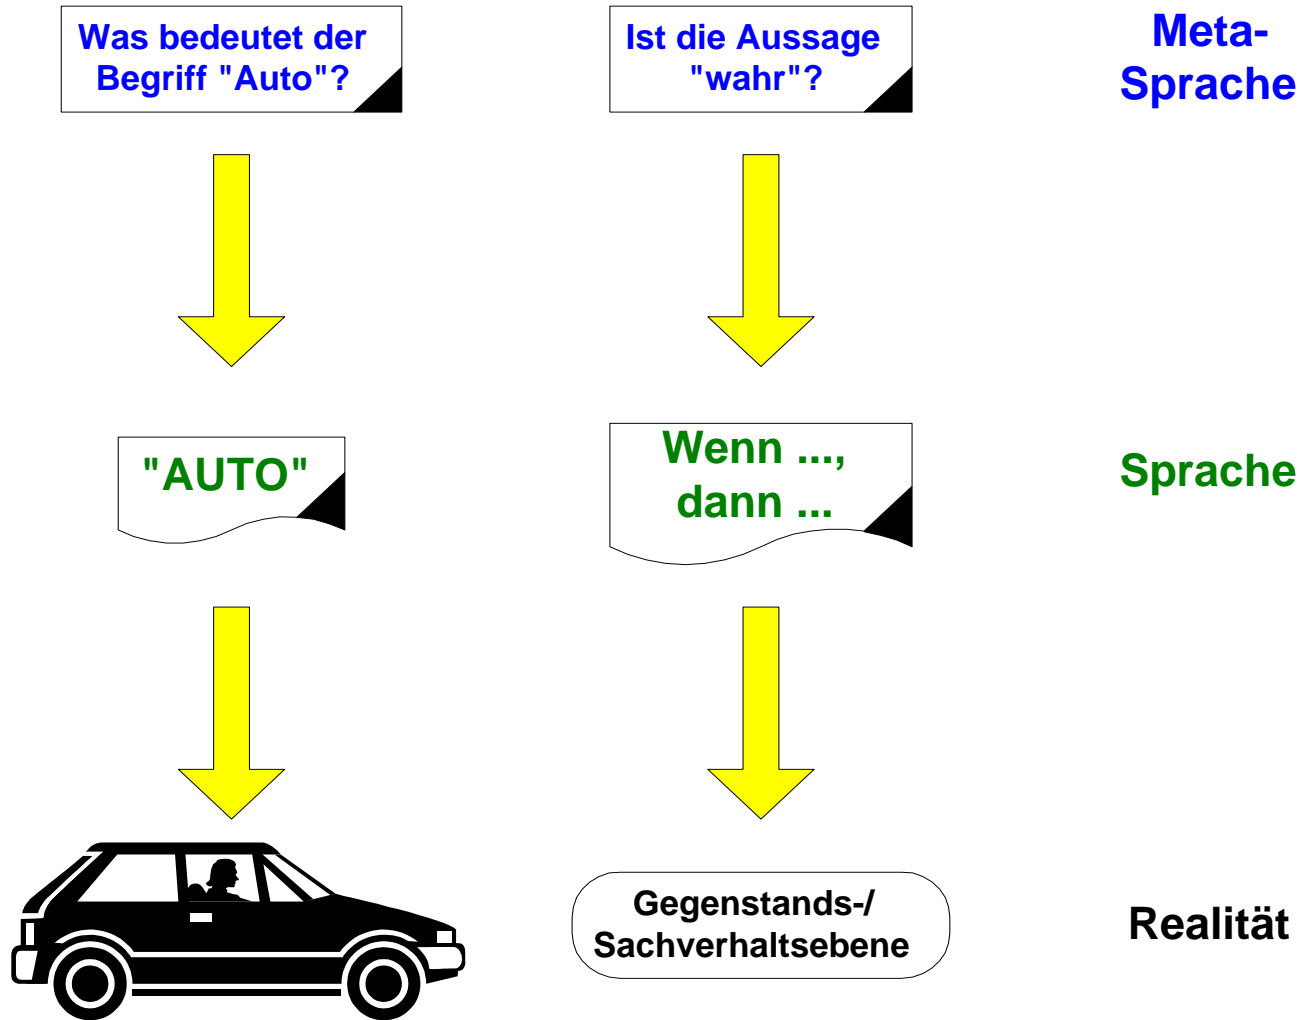 Was bedeutet der
Begriff "Auto"?
Ist die Aussage
"wahr"?
Meta-
Sprache
"AUTO"
Wenn ...,
dann ...
Sprache
Gegenstands-/
Sachverhaltsebene
Realität